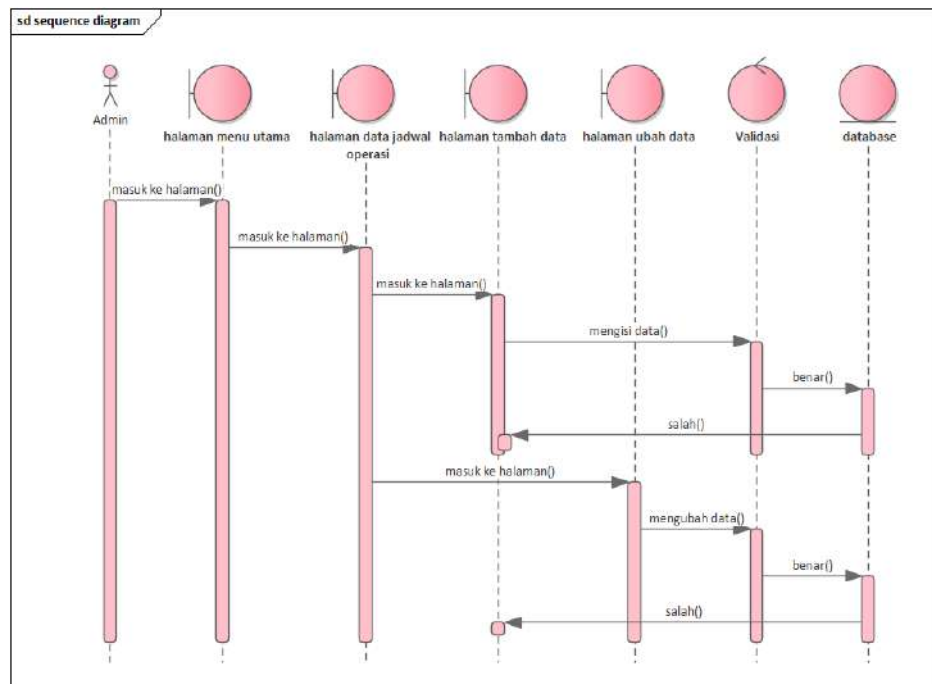 sd sequence diagram
Admin
halaman menu utama
halaman data jadwal
operasi
halaman tambah data
halaman ubah data
Validasi
database
masuk ke halaman()
masuk ke halaman()
masuk ke halaman()
mengisi data()
benar()
salah()
masuk ke halaman()
mengubah data()
benar()
salah()